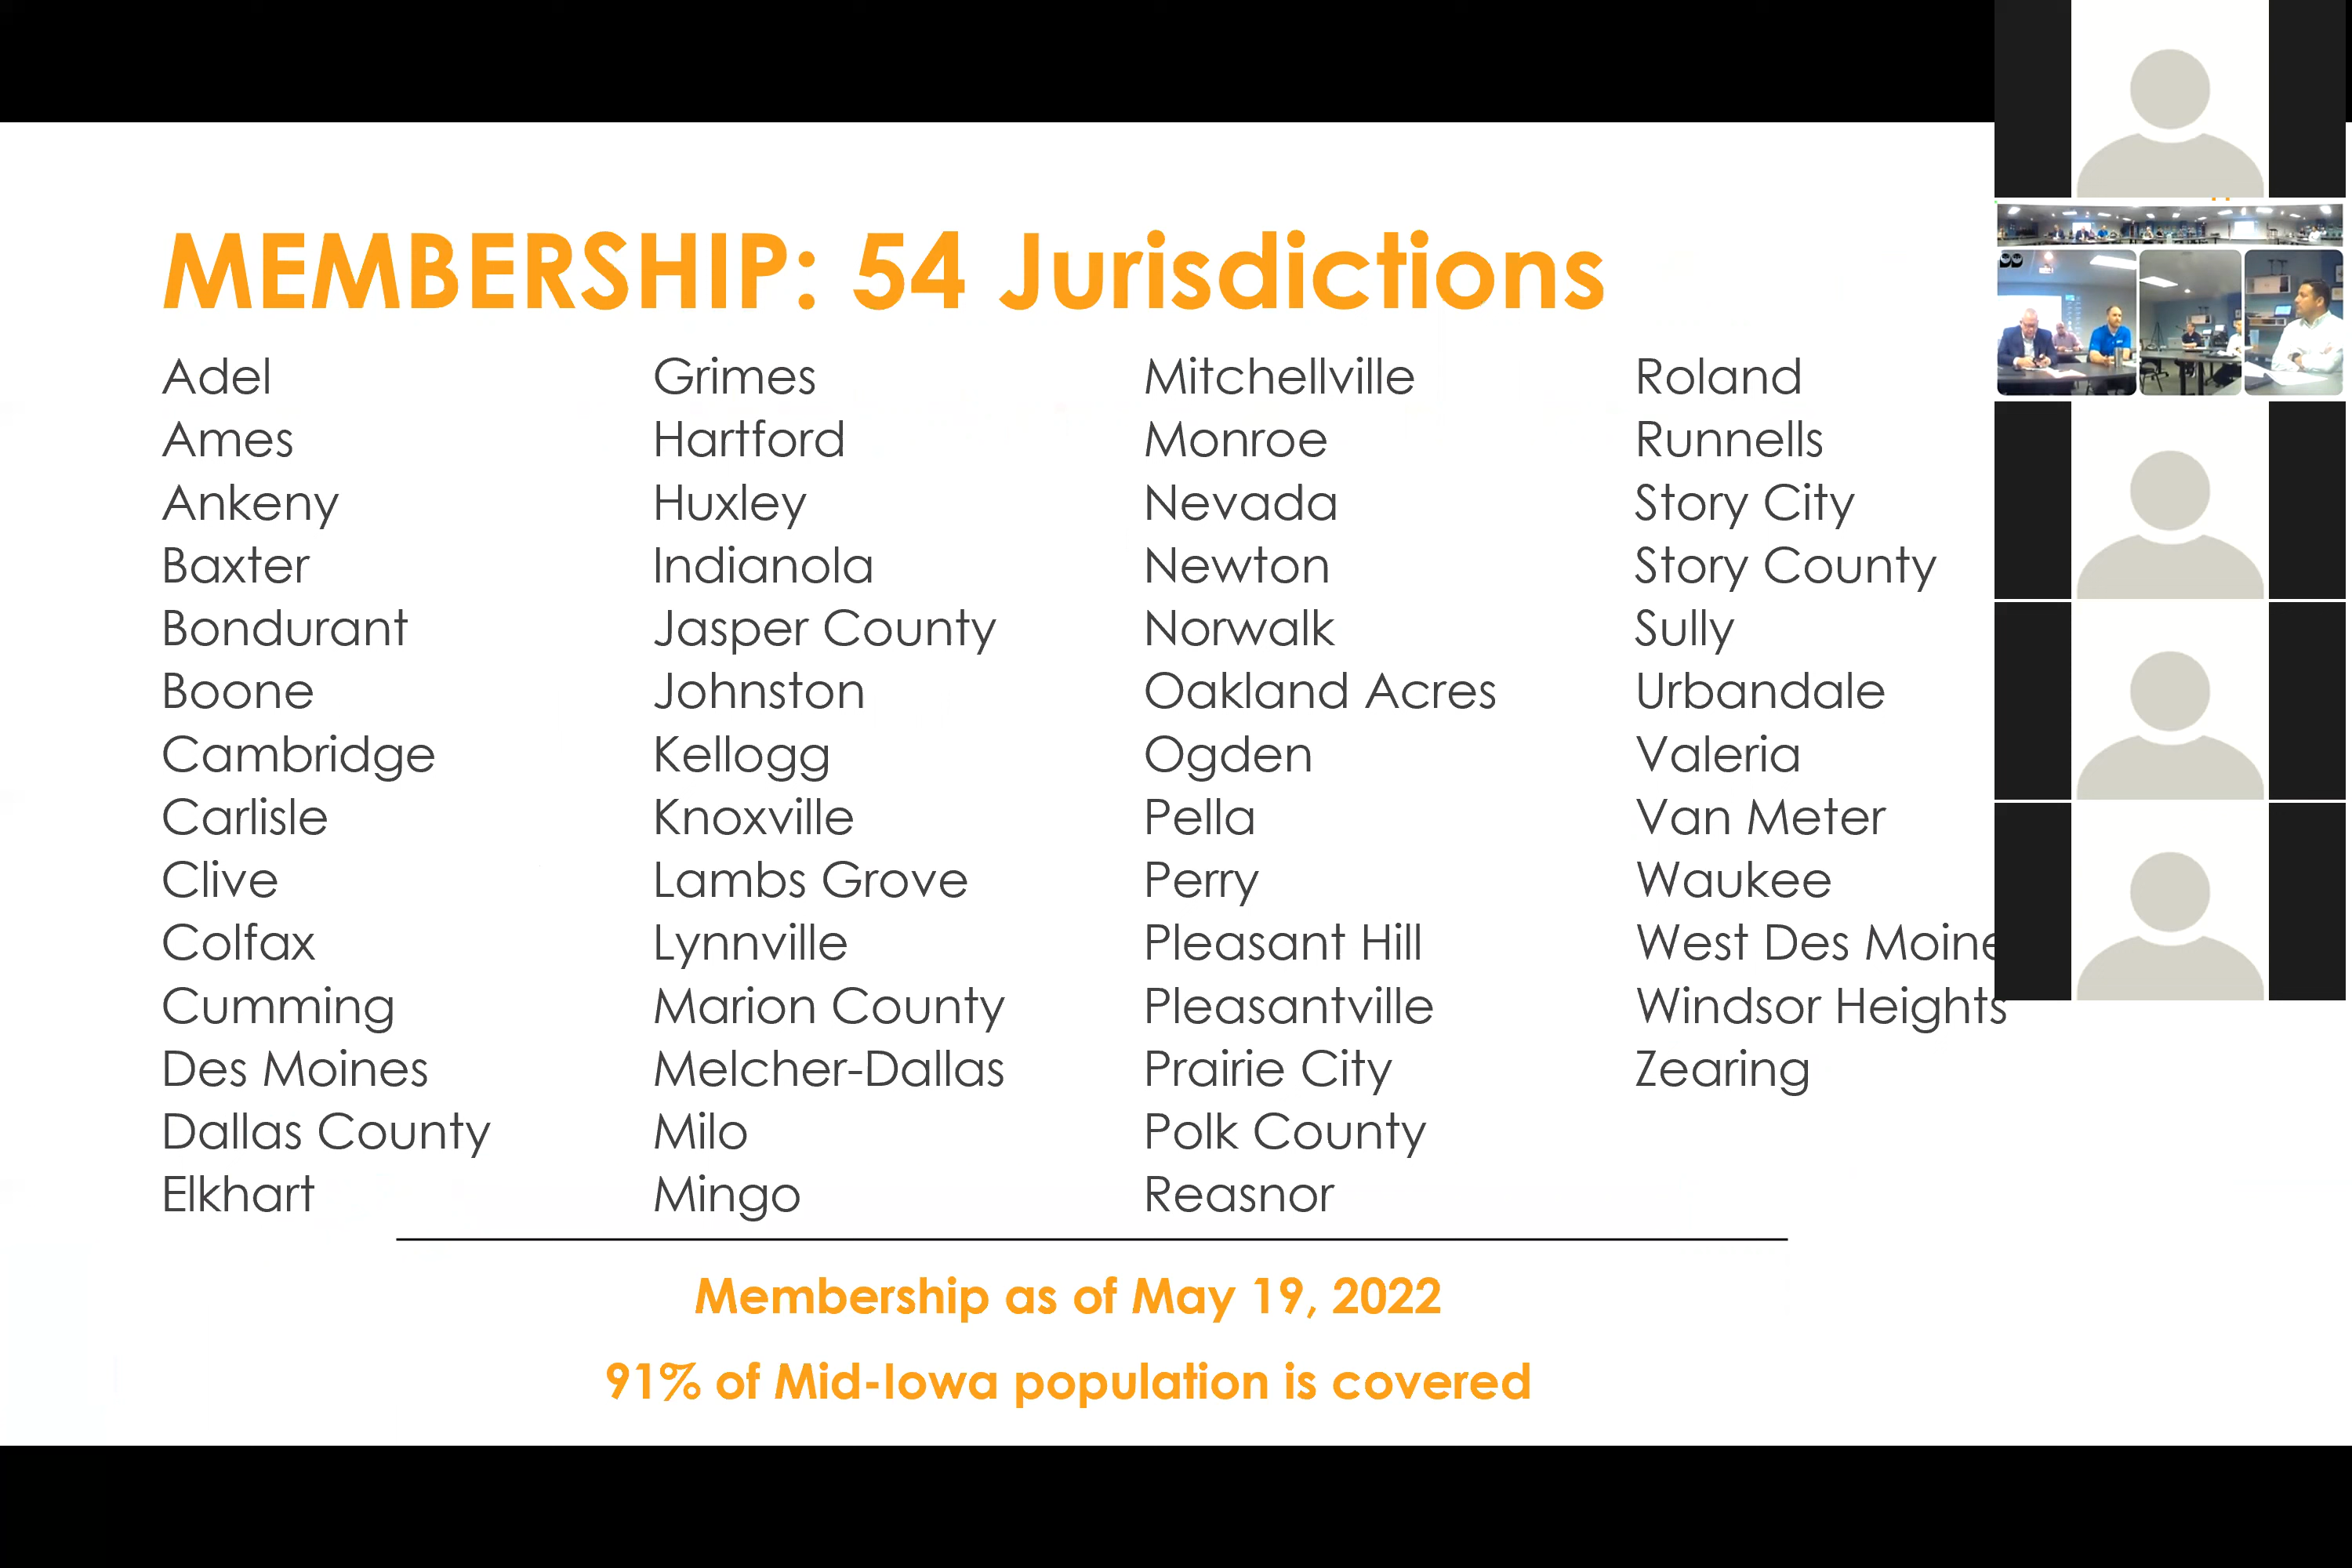 MEMBERSHIP: 54 Jurisdictions
Adel
Ames
Ankeny
Baxter
Bondurant
Boone
Cambridge
Carlisle
Clive
Colfax
Cumming
Des Moines
Dallas County
Elkhart
Grimes
Hartford
Huxley
Indianola
Jasper County
Johnston
Kellogg
Knoxville
Lambs Grove
Lynnville
Marion County
Melcher-Dallas
Milo
Mingo
Mitchellville
Monroe
Nevada
Newton
Norwalk
Oakland Acres
Ogden
Pella
Perry
Pleasant Hill
Pleasantville
Prairie City
Polk County
Reasnor
Roland
Runnells
Story City
Story County
Sully
Urbandale
Valeria
Van Meter
Waukee
West Des Moine
Windsor Heights
Zearing
Membership as of May 19, 2022
91% of Mid-Iowa population is covered